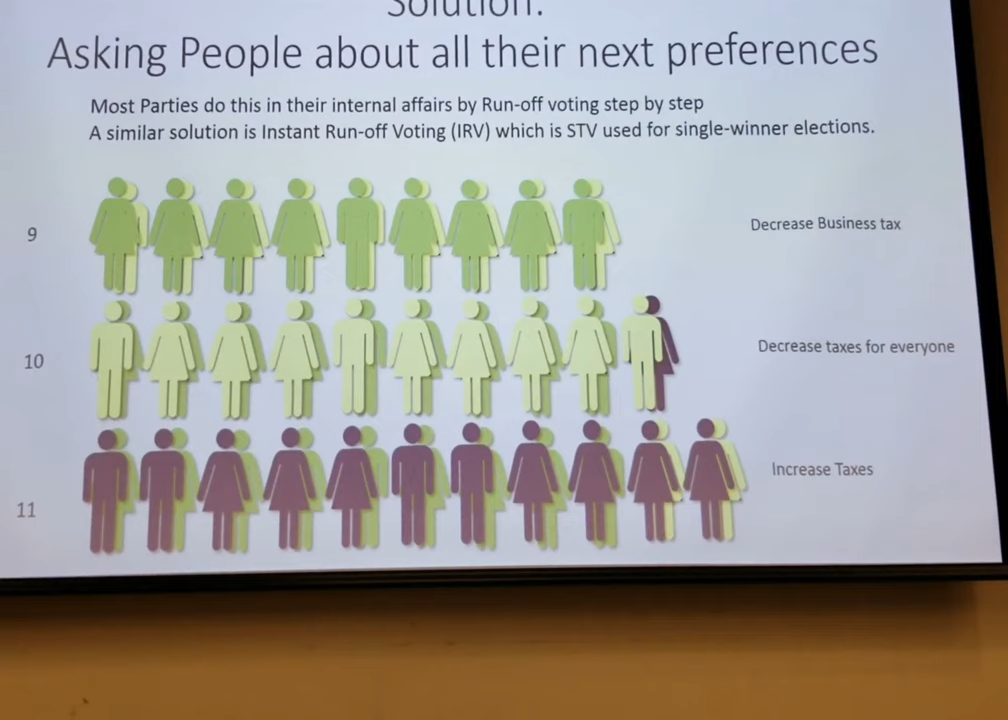 Solution:
Asking People about all their next preferences
Most Parties do this in their internal affairs by Run-off voting step by step
A similar solution is Instant Run-off Voting (IRV) which is STV used for single-winner elections.
9
Decrease Business tax
10
Decrease taxes for everyone
11
Increase Taxes